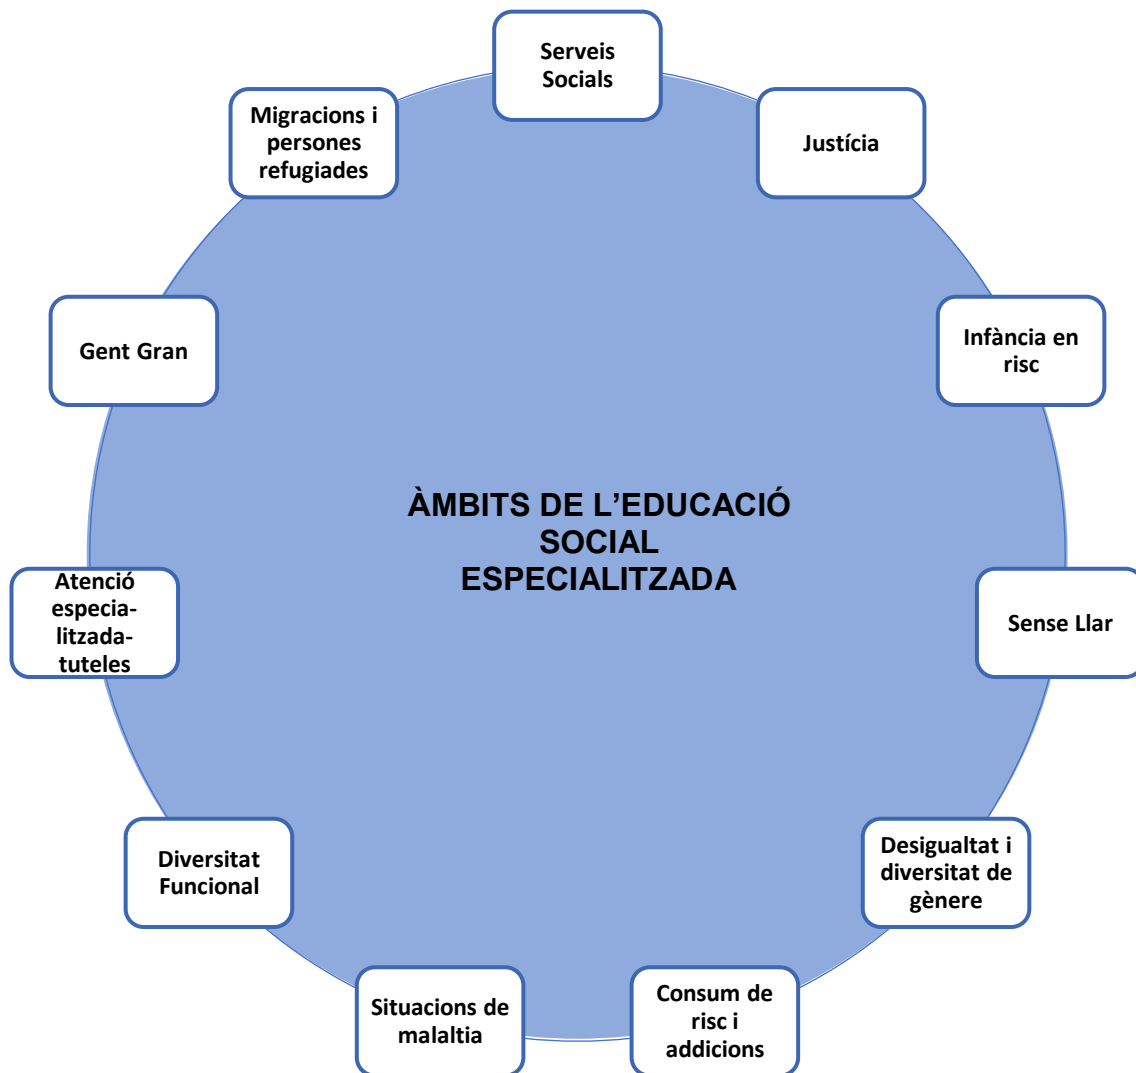 Serveis
Socials
Justícia
Infància en
risc
Sense Llar
Desigualtat i
diversitat de
gènere
Consum de
risc i
addicions
Situacions de
malaltia
Diversitat
Funcional
Atenció
especia-
litzada-
tuteles
Gent Gran
Migracions i
persones
refugiades
ÀMBITS DE L’EDUCACIÓ
SOCIAL
ESPECIALITZADA